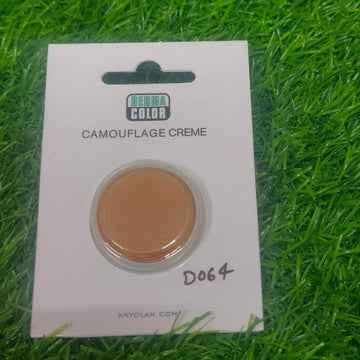 DERMA
COLOR
CAMOUFLAGE CREME
D064
KRYOLAN.COM